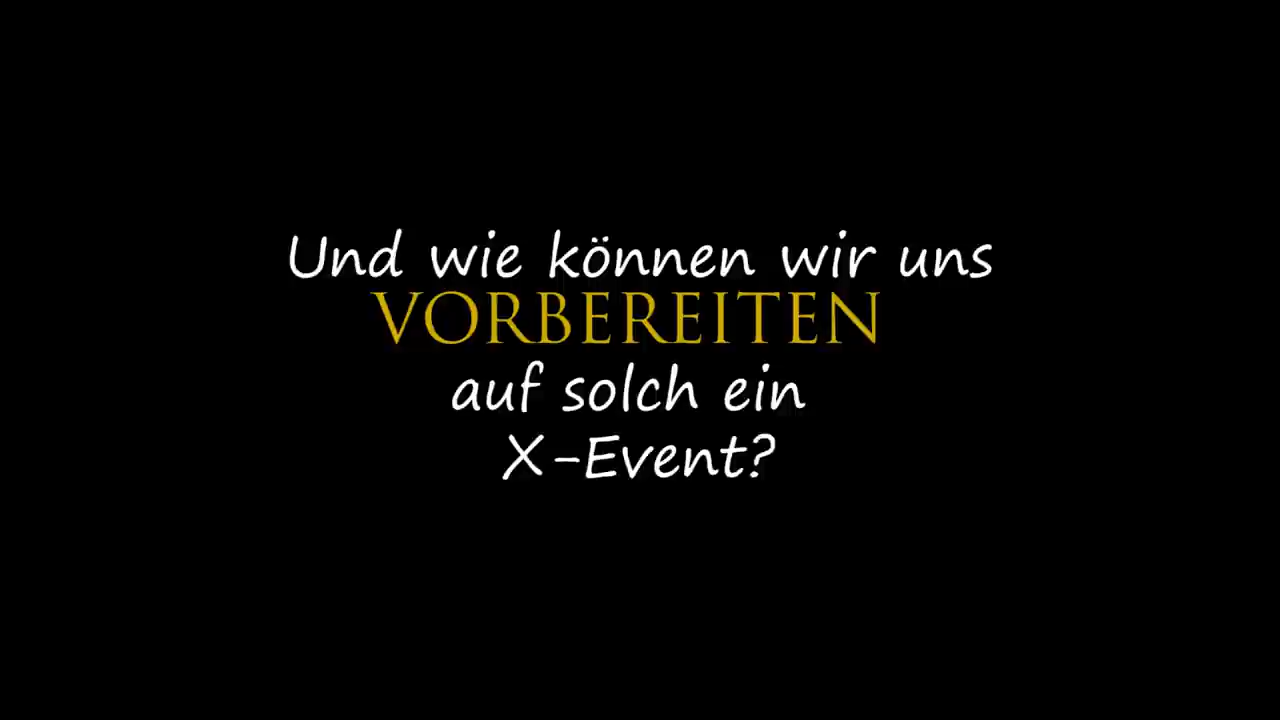 Und wie können wir uns
VORBEREITEN
auf solch ein
X-Event?